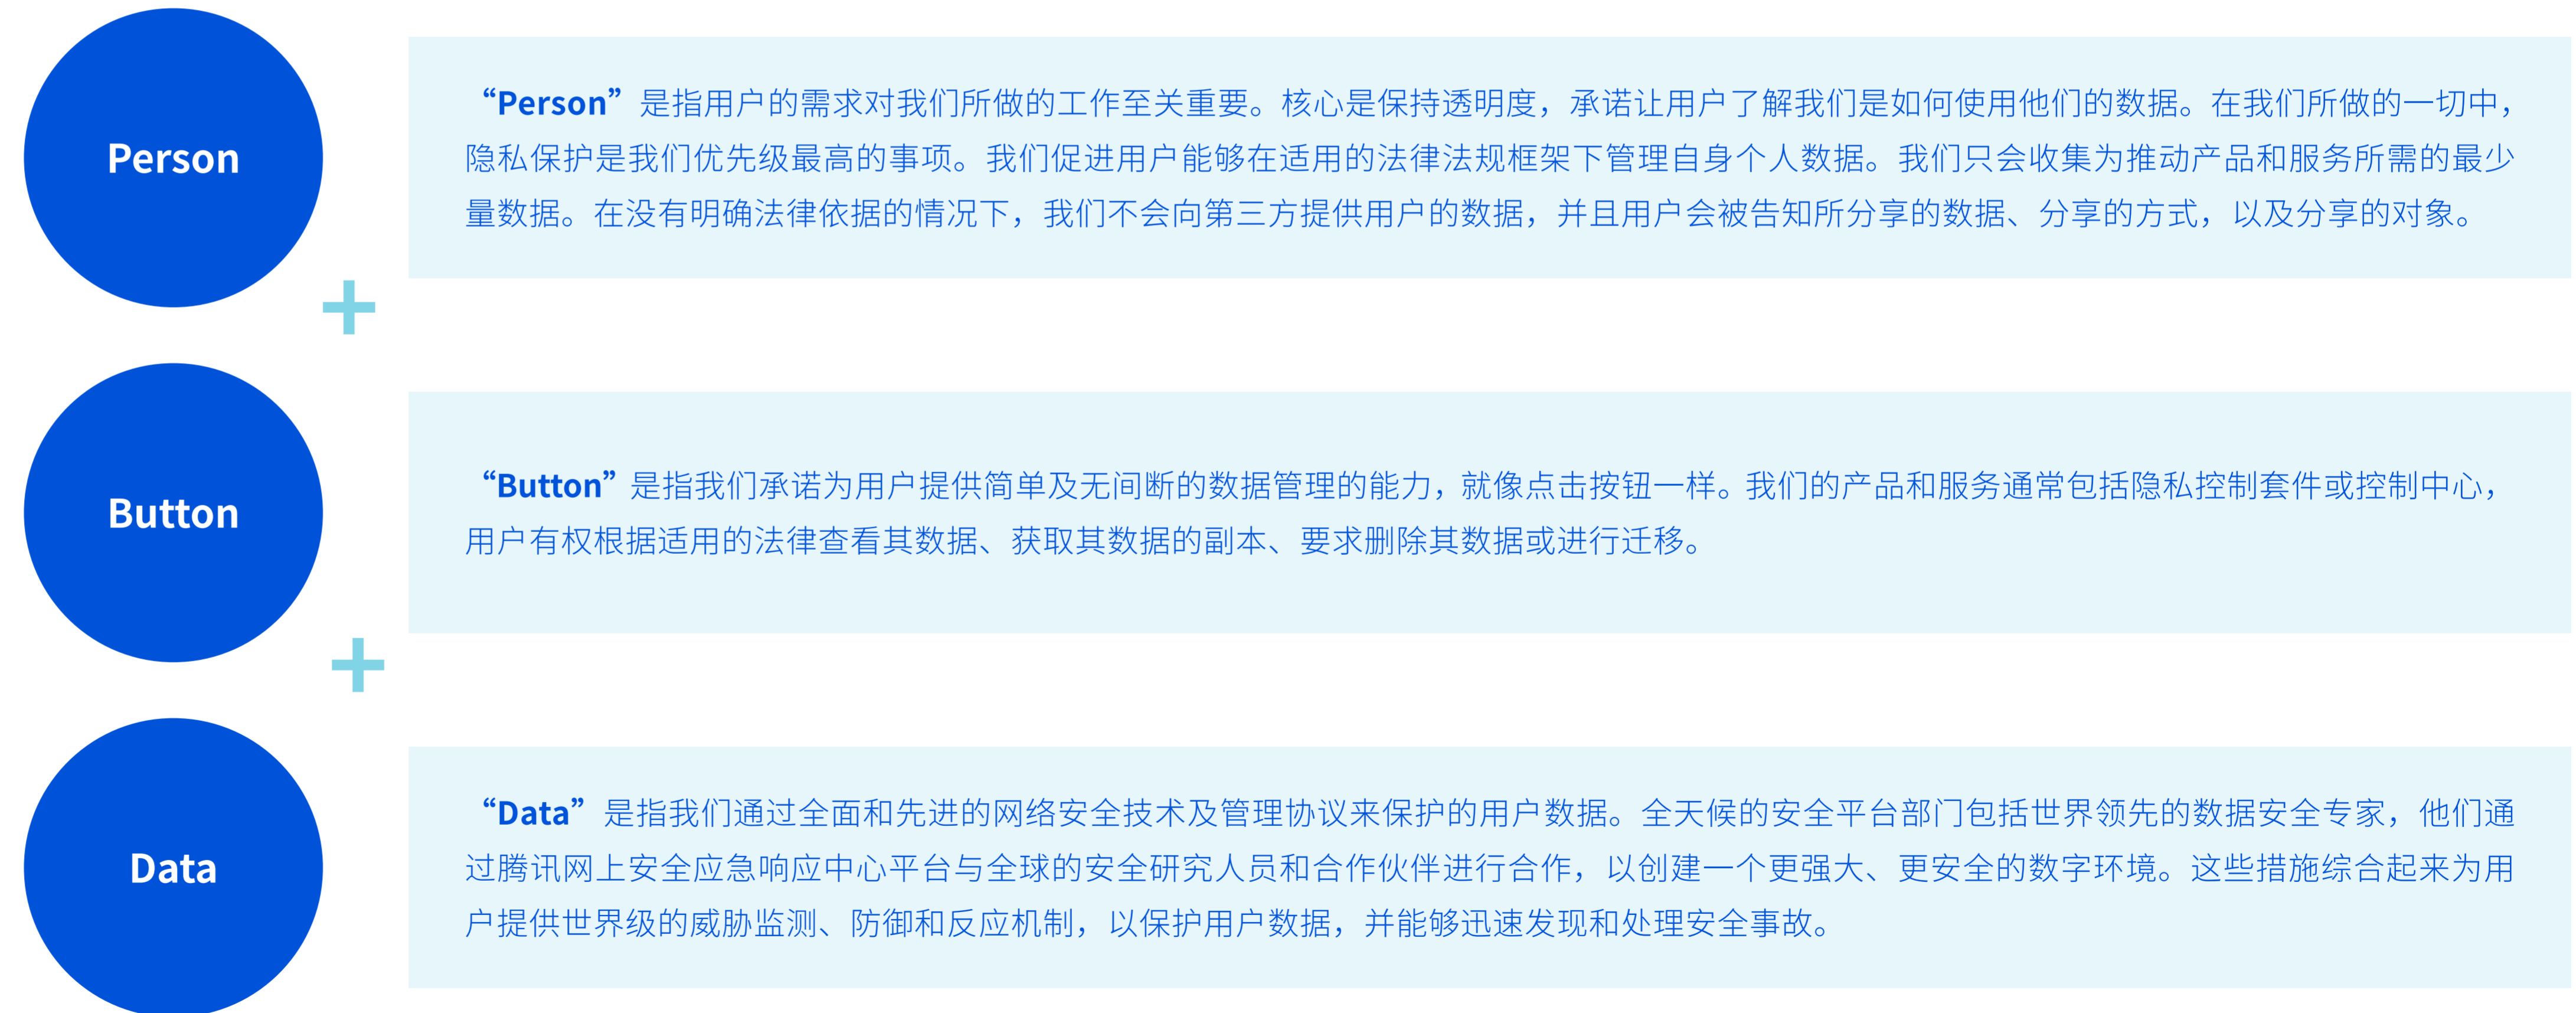 Person
“Person”是指用户的需求对我们所做的工作至关重要。核心是保持透明度，承诺让用户了解我们是如何使用他们的数据。在我们所做的一切中，
隐私保护是我们优先级最高的事项。我们促进用户能够在适用的法律法规框架下管理自身个人数据。我们只会收集为推动产品和服务所需的最少
量数据。在没有明确法律依据的情况下，我们不会向第三方提供用户的数据，并且用户会被告知所分享的数据、分享的方式，以及分享的对象。
+
Button
“Button”是指我们承诺为用户提供简单及无间断的数据管理的能力，就像点击按钮一样。我们的产品和服务通常包括隐私控制套件或控制中心，
用户有权根据适用的法律查看其数据、获取其数据的副本、要求删除其数据或进行迁移。
+
Data
“Data”是指我们通过全面和先进的网络安全技术及管理协议来保护的用户数据。全天候的安全平台部门包括世界领先的数据安全专家，他们通
过腾讯网上安全应急响应中心平台与全球的安全研究人员和合作伙伴进行合作，以创建一个更强大、更安全的数字环境。这些措施综合起来为用
户提供世界级的威胁监测、防御和反应机制，以保护用户数据，并能够迅速发现和处理安全事故。